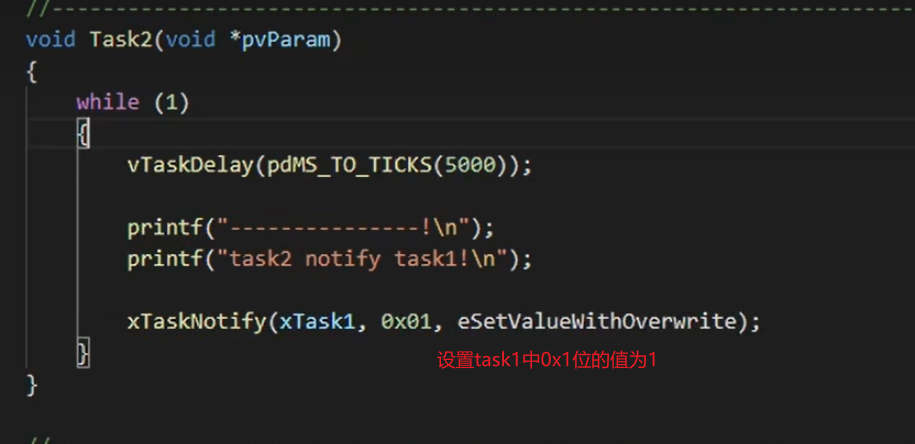 //--------------------------------------------------------------------
void Task2(void *pvParam)
{
while (1)
{
vTaskDelay(pdMS_TO_TICKS(5000));
printf("---------------!\n");
printf("task2 notify task1!\n");
xTaskNotify(xTask1, 0x01, eSetValueWithOverwrite);
}
设置task1中0x1位的值为1
}
//